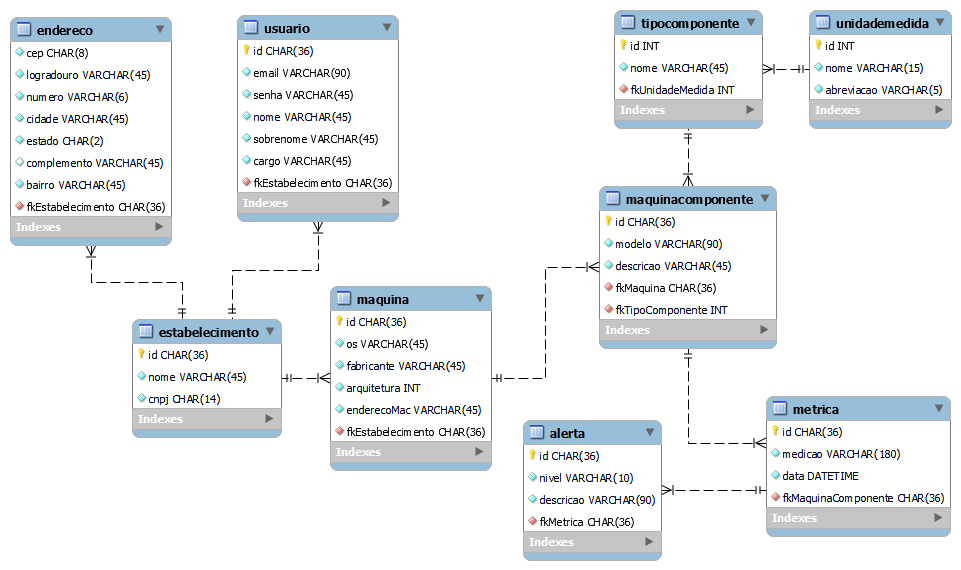 endereco
cep CHAR(8)
logradouro VARCHAR(45)
numero VARCHAR(6)
cidade VARCHAR(45)
estado CHAR(2)
complemento VARCHAR(45)
bairro VARCHAR(45)
fkEstabelecimento CHAR(36)
Indexes
usuario
id CHAR(36)
email VARCHAR(90)
senha VARCHAR(45)
nome VARCHAR(45)
sobrenome VARCHAR(45)
cargo VARCHAR(45)
fkEstabelecimento CHAR(36)
Indexes
tipocomponente
id INT
nome VARCHAR(45)
fkUnidadeMedida INT
Indexes
unidademedida
id INT
nome VARCHAR(15)
abreviacao VARCHAR(5)
Indexes
maquinacomponente
id CHAR(36)
modelo VARCHAR(90)
descricao VARCHAR(45)
fkMaquina CHAR(36)
fkTipoComponente INT
Indexes
estabelecimento
id CHAR(36)
nome VARCHAR(45)
cnpj CHAR(14)
Indexes
maquina
id CHAR(36)
os VARCHAR(45)
fabricante VARCHAR(45)
arquitetura INT
enderecoMac VARCHAR(45)
fkEstabelecimento CHAR(36)
Indexes
alerta
id CHAR(36)
nivel VARCHAR(10)
descricao VARCHAR(90)
fkMetrica CHAR(36)
Indexes
metrica
id CHAR(36)
medicao VARCHAR(180)
data DATETIME
fkMaquinaComponente CHAR(36)
Indexes